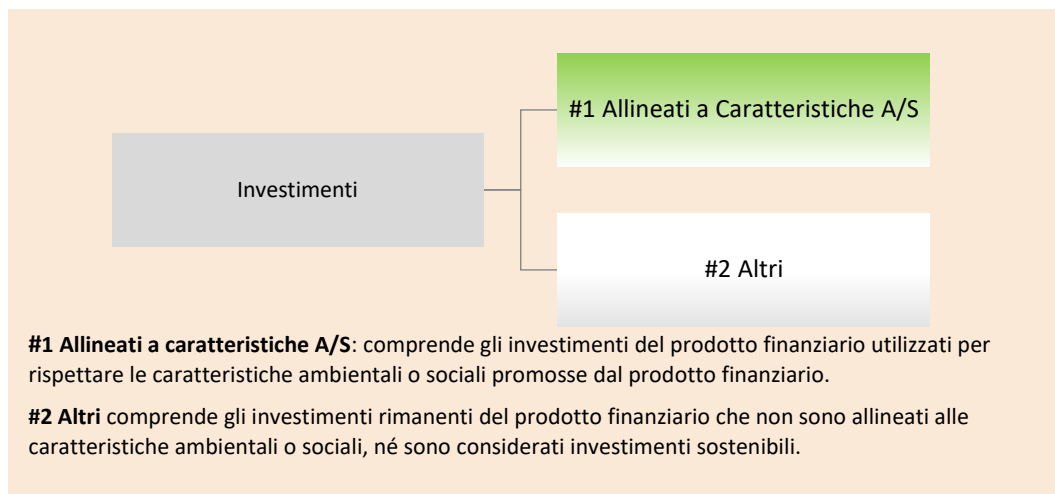 #1 Allineati a Caratteristiche A/S
Investimenti
#2 Altri
#1 Allineati a caratteristiche A/S: comprende gli investimenti del prodotto finanziario utilizzati per
rispettare le caratteristiche ambientali o sociali promosse dal prodotto finanziario.
#2 Altri comprende gli investimenti rimanenti del prodotto finanziario che non sono allineati alle
caratteristiche ambientali o sociali, né sono considerati investimenti sostenibili.